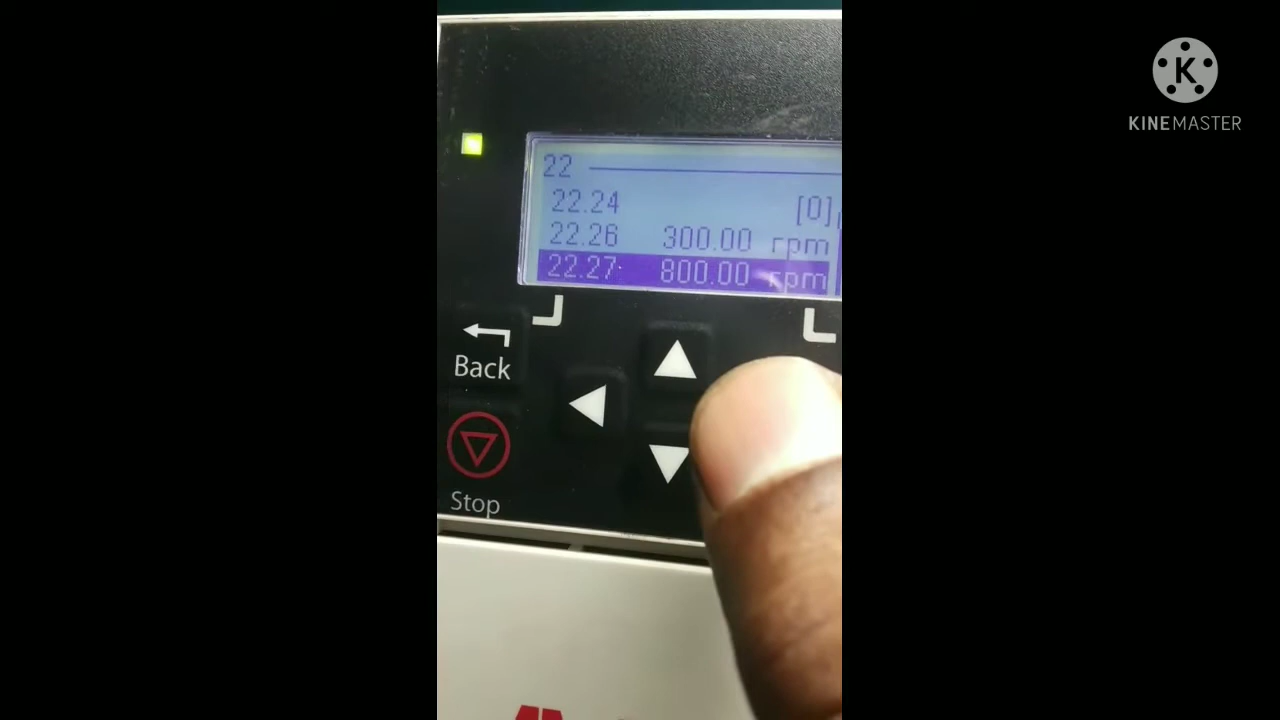 K
KINEMASTER
22
22.24 [0]
22.26 300.00 rpm
22.27 800.00 rpm
Back
Stop